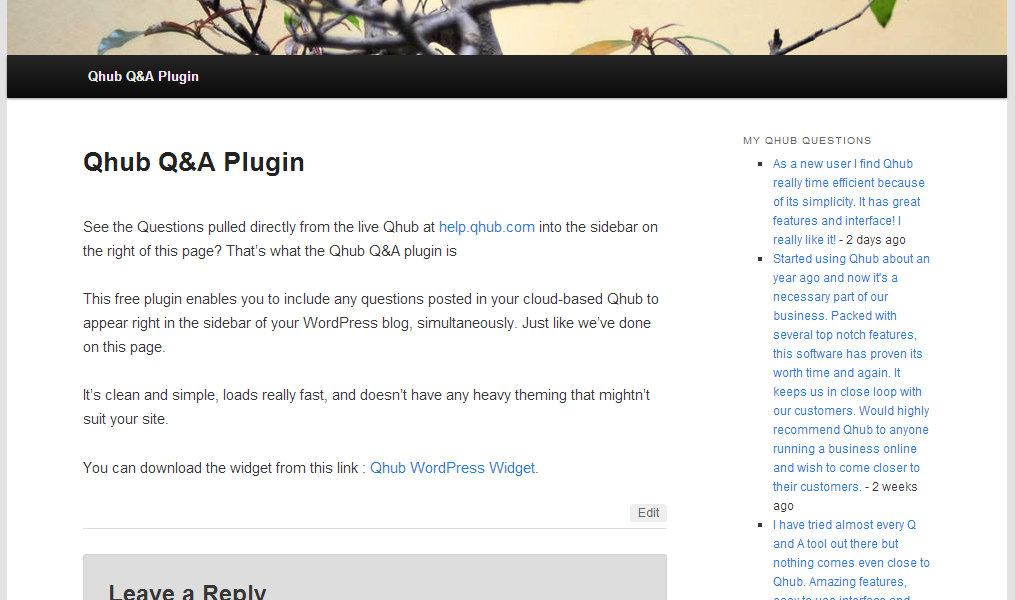 Qhub Q&A Plugin
Qhub Q&A Plugin
See the Questions pulled directly from the live Qhub at help.qhub.com into the sidebar on
the right of this page? That’s what the Qhub Q&A plugin is
This free plugin enables you to include any questions posted in your cloud-based Qhub to
appear right in the sidebar of your WordPress blog, simultaneously. Just like we’ve done
on this page.
It’s clean and simple, loads really fast, and doesn’t have any heavy theming that mightn’t
suit your site.
You can download the widget from this link : Qhub WordPress Widget.
Edit
Leave a Reply
MY QHUB QUESTIONS
As a new user I find Qhub
really time efficient because
of its simplicity. It has great
features and interface! I
really like it! - 2 days ago
Started using Qhub about an
year ago and now it's a
necessary part of our
business. Packed with
several top notch features,
this software has proven its
worth time and again. It
keeps us in close loop with
our customers. Would highly
recommend Qhub to anyone
running a business online
and wish to come closer to
their customers. - 2 weeks
ago
I have tried almost every Q
and A tool out there but
nothing comes even close to
Qhub. Amazing features,
easy to use interface and